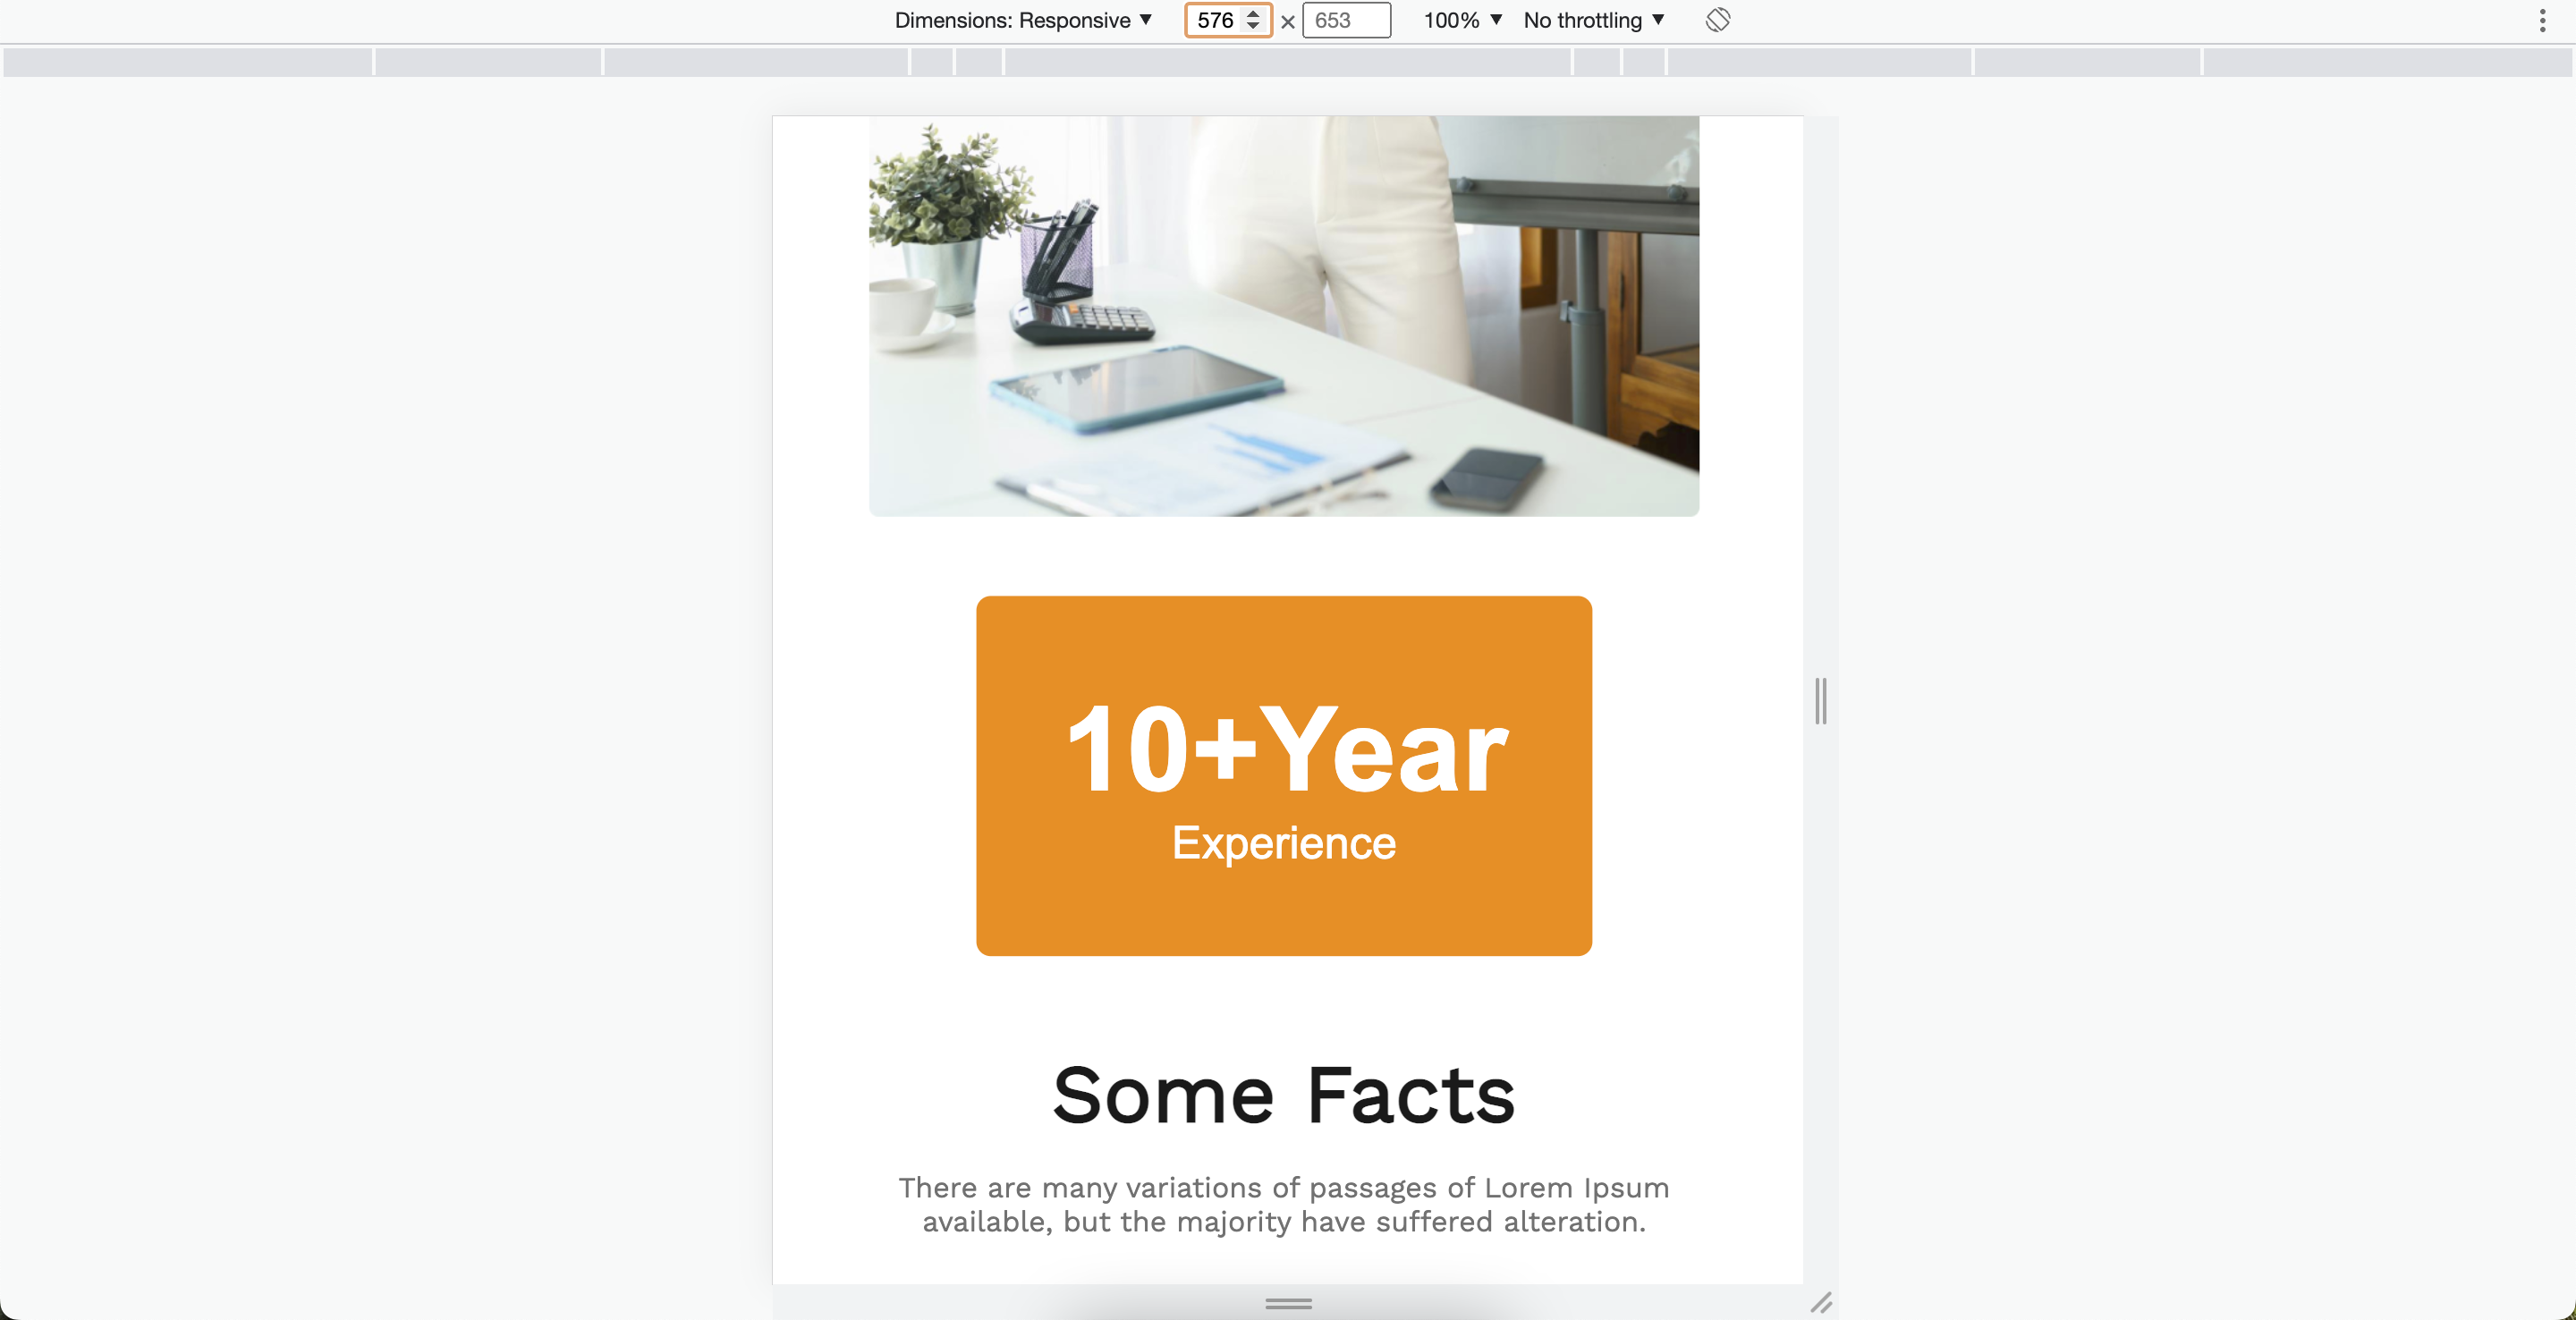 Dimensions: Responsive 576 × 653 100% No throttling
10+Year
Experience
Some Facts
There are many variations of passages of Lorem Ipsum
available, but the majority have suffered alteration.